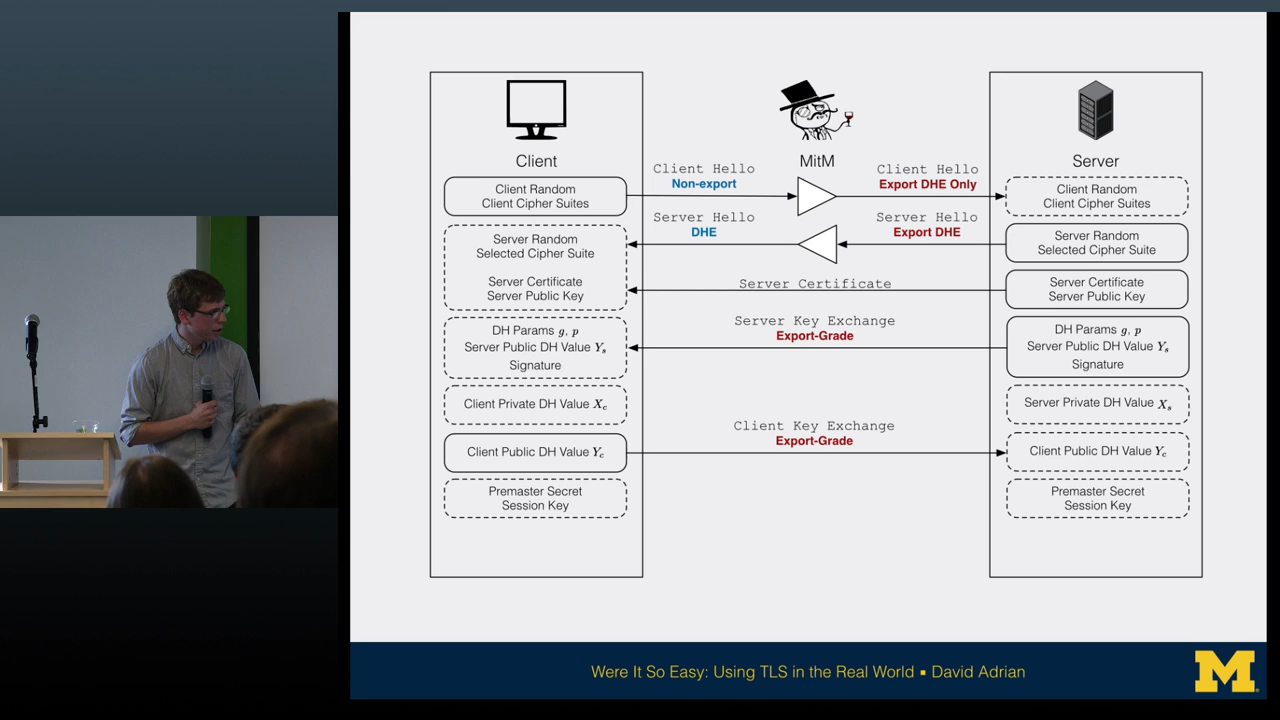 Client
MitM
Server
Client Hello
Non-export
Client Hello
Export DHE Only
Client Random
Client Cipher Suites
Client Random
Client Cipher Suites
Server Hello
DHE
Server Hello
Export DHE
Server Random
Selected Cipher Suite
Server Random
Selected Cipher Suite
Server Certificate
Server Public Key
Server Certificate
Server Certificate
Server Public Key
Server Key Exchange
Export-Grade
DH Params g, p
Server Public DH Value Yₛ
Signature
DH Params g, p
Server Public DH Value Yₛ
Signature
Client Private DH Value X_c
Server Private DH Value Xₛ
Client Key Exchange
Export-Grade
Client Public DH Value Y_c
Client Public DH Value Y_c
Premaster Secret
Session Key
Premaster Secret
Session Key
Were It So Easy: Using TLS in the Real World ▪ David Adrian
M